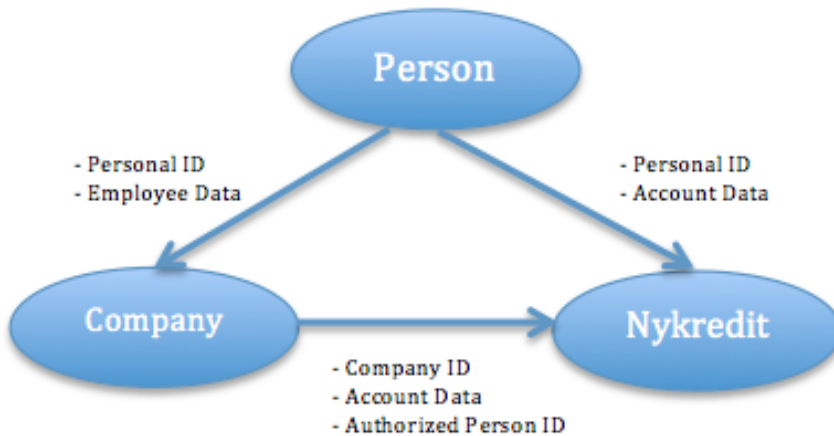 Person
- Personal ID
- Employee Data
- Personal ID
- Account Data
Company
Nykredit
- Company ID
- Account Data
- Authorized Person ID